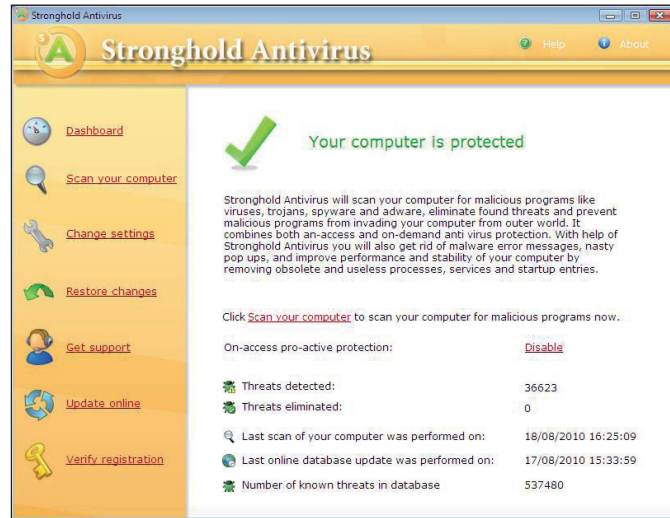 Stronghold Antivirus
Stronghold Antivirus
Help
About
Dashboard
Scan your computer
Change settings
Restore changes
Get support
Update online
Verify registration
Your computer is protected
Stronghold Antivirus will scan your computer for malicious programs like
viruses, trojans, spyware and adware, eliminate found threats and prevent
malicious programs from invading your computer from outer world. It
combines both an-access and on-demand anti virus protection. With help of
Stronghold Antivirus you will also get rid of malware error messages, nasty
pop ups, and improve performance and stability of your computer by
removing obsolete and useless processes, services and startup entries.
Click Scan your computer to scan your computer for malicious programs now.
On-access pro-active protection: Disable
Threats detected: 36623
Threats eliminated: 0
Last scan of your computer was performed on: 18/08/2010 16:25:09
Last online database update was performed on: 17/08/2010 15:33:59
Number of known threats in database 537480